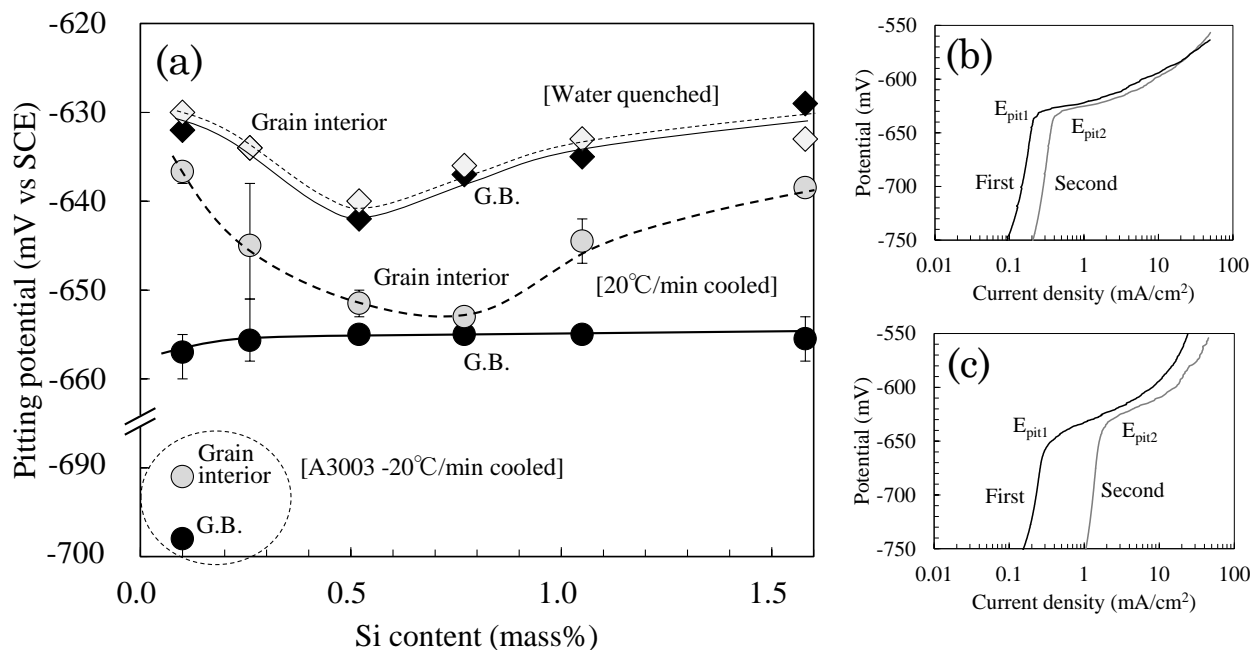 (a)
Pitting potential (mV vs SCE)
-620
-630
-640
-650
-660
-690
-700
[Water quenched]
Grain interior
G.B.
Grain interior
[20℃/min cooled]
G.B.
Grain
interior
[A3003 -20℃/min cooled]
G.B.
0.0
0.5
1.0
1.5
Si content (mass%)
(b)
Potential (mV)
-550
-600
-650
-700
-750
Epit1
Epit2
First
Second
0.01
0.1
1
10
100
Current density (mA/cm²)
(c)
Potential (mV)
-550
-600
-650
-700
-750
Epit1
Epit2
First
Second
0.01
0.1
1
10
100
Current density (mA/cm²)